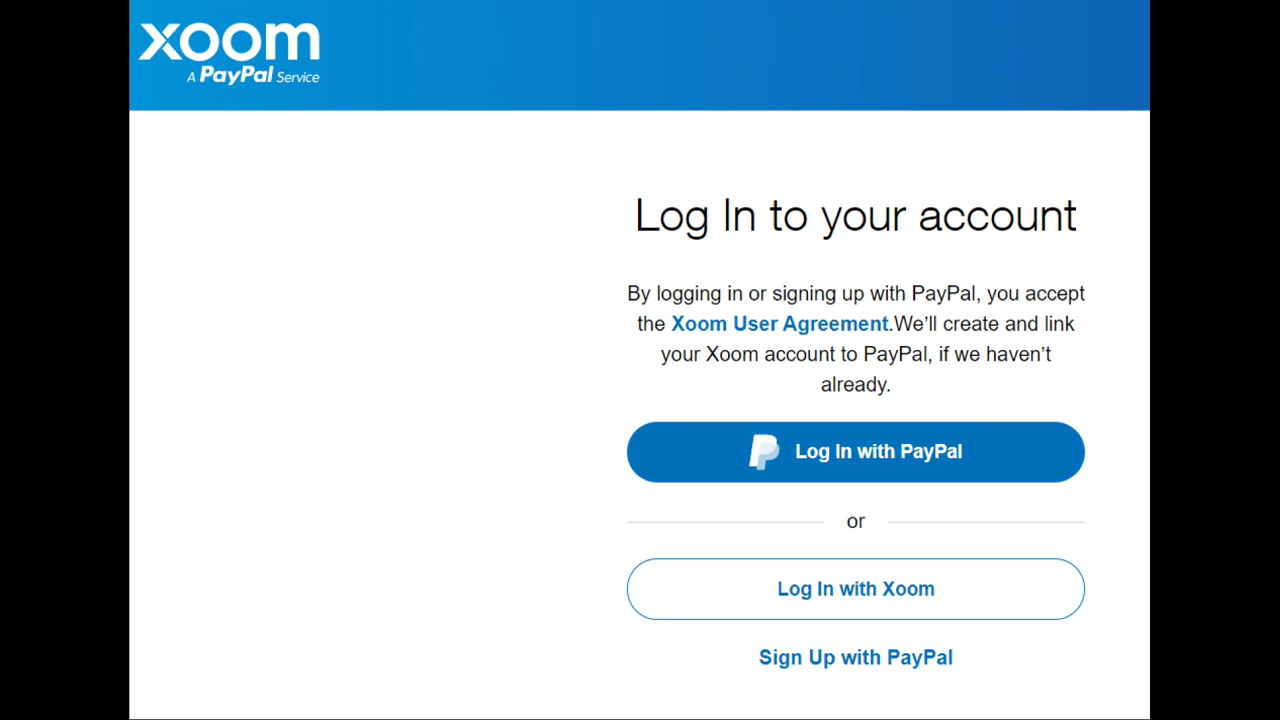 xoom
A PayPal Service
Log In to your account
By logging in or signing up with PayPal, you accept
the Xoom User Agreement.We’ll create and link
your Xoom account to PayPal, if we haven’t
already.
Log In with PayPal
or
Log In with Xoom
Sign Up with PayPal